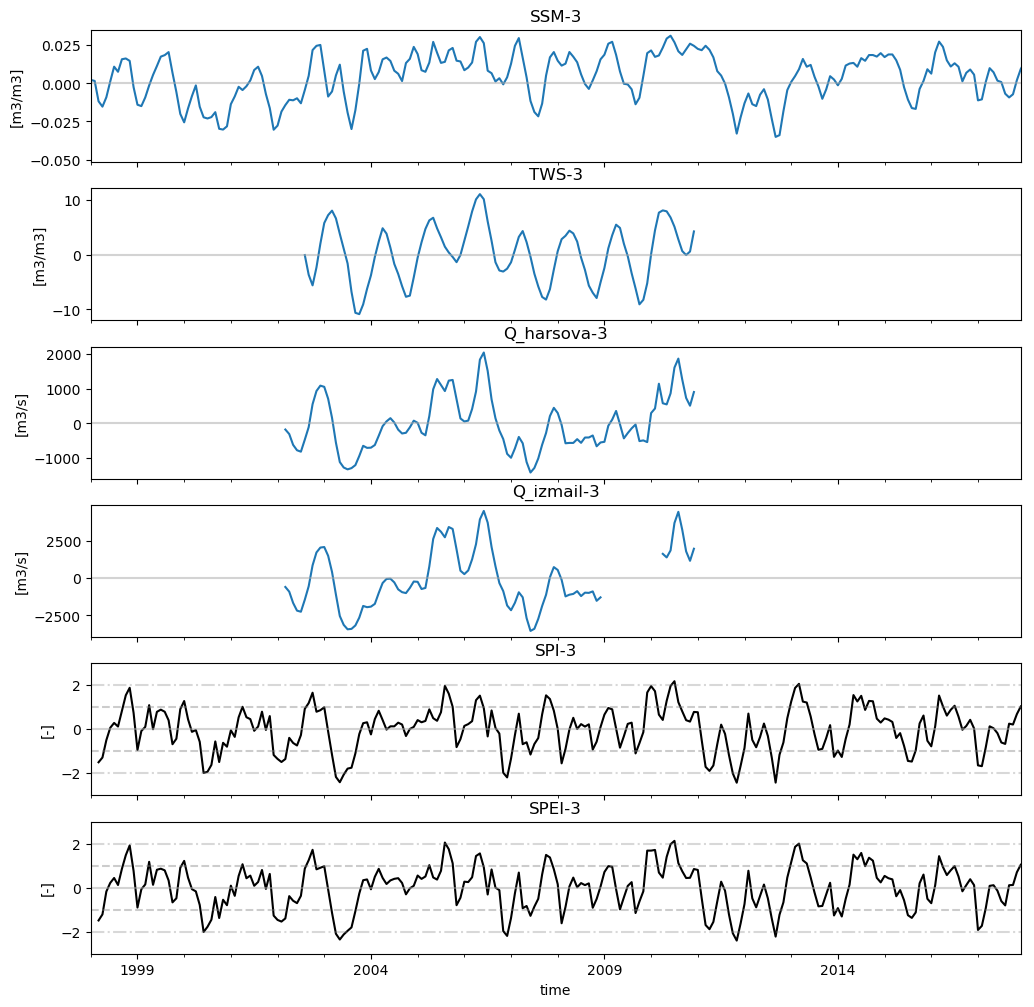 SSM-3
0.025
0.000
−0.025
−0.050
[m3/m3]
TWS-3
10
0
−10
[m3/m3]
Q_harsova-3
2000
1000
0
−1000
[m3/s]
Q_izmail-3
2500
0
−2500
[m3/s]
SPI-3
2
0
−2
[-]
SPEI-3
2
0
−2
[-]
1999
2004
2009
2014
time